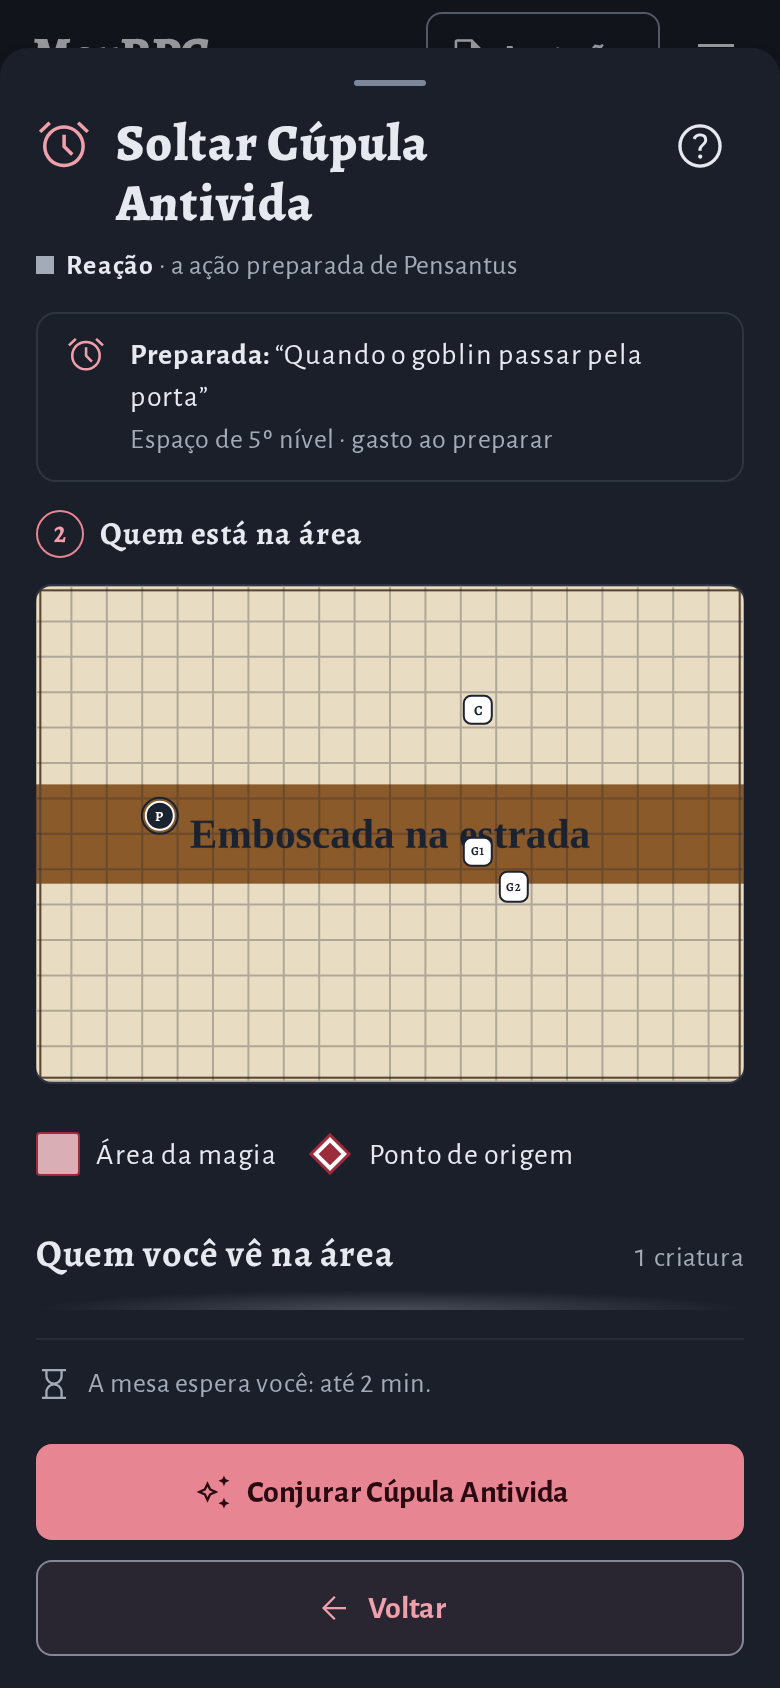 Soltar Cúpula
Antivida
Reação · a ação preparada de Pensantus
Preparada: “Quando o goblin passar pela
porta”
Espaço de 5º nível · gasto ao preparar
2 Quem está na área
C
P
Emboscada na estrada
G1
G2
Área da magia
Ponto de origem
Quem você vê na área
1 criatura
A mesa espera você: até 2 min.
Conjurar Cúpula Antivida
Voltar